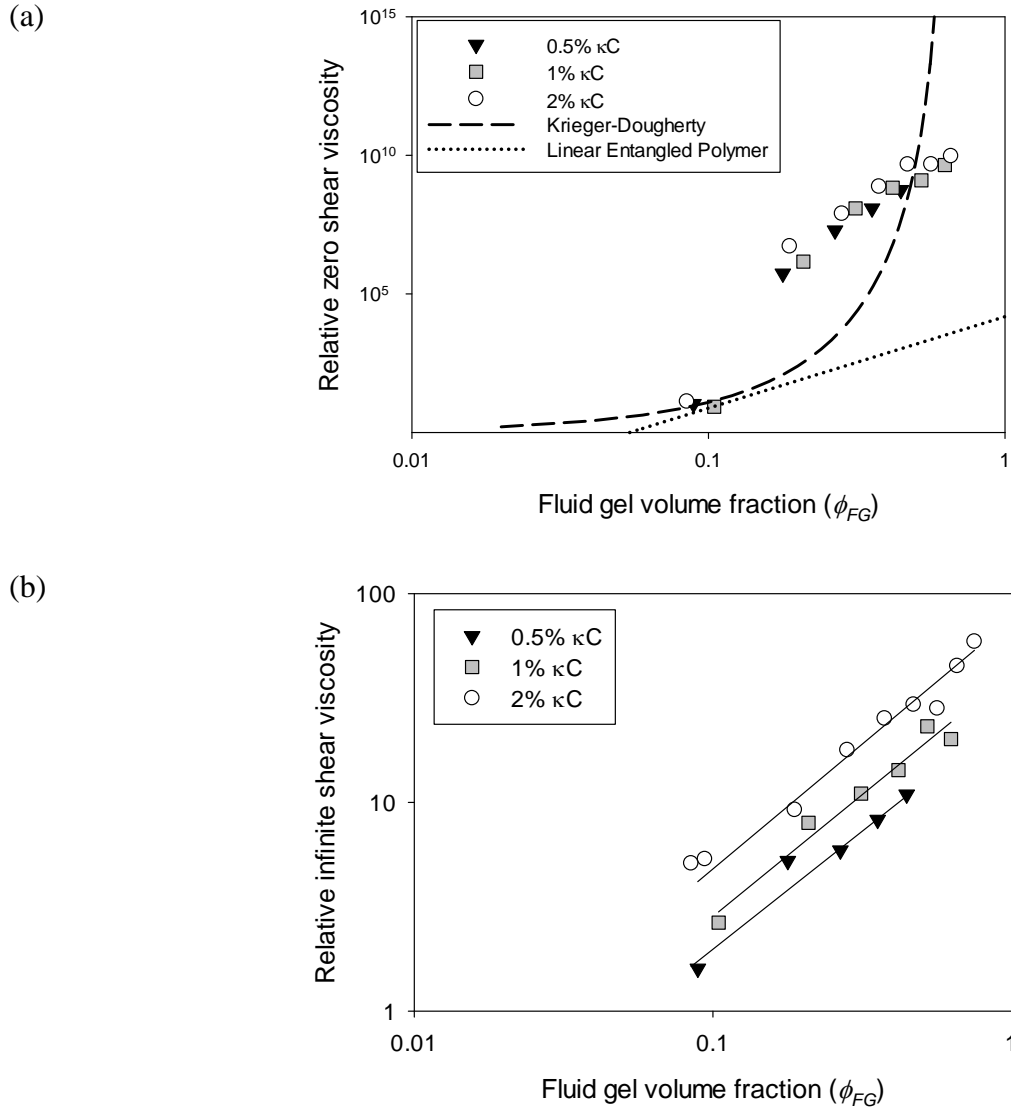 (a)
Relative zero shear viscosity
10¹⁵
10¹⁰
10⁵
0.5% κC
1% κC
2% κC
Krieger-Dougherty
Linear Entangled Polymer
0.01
0.1
1
Fluid gel volume fraction (ϕFG)
(b)
Relative infinite shear viscosity
100
10
1
0.5% κC
1% κC
2% κC
0.01
0.1
1
Fluid gel volume fraction (ϕFG)